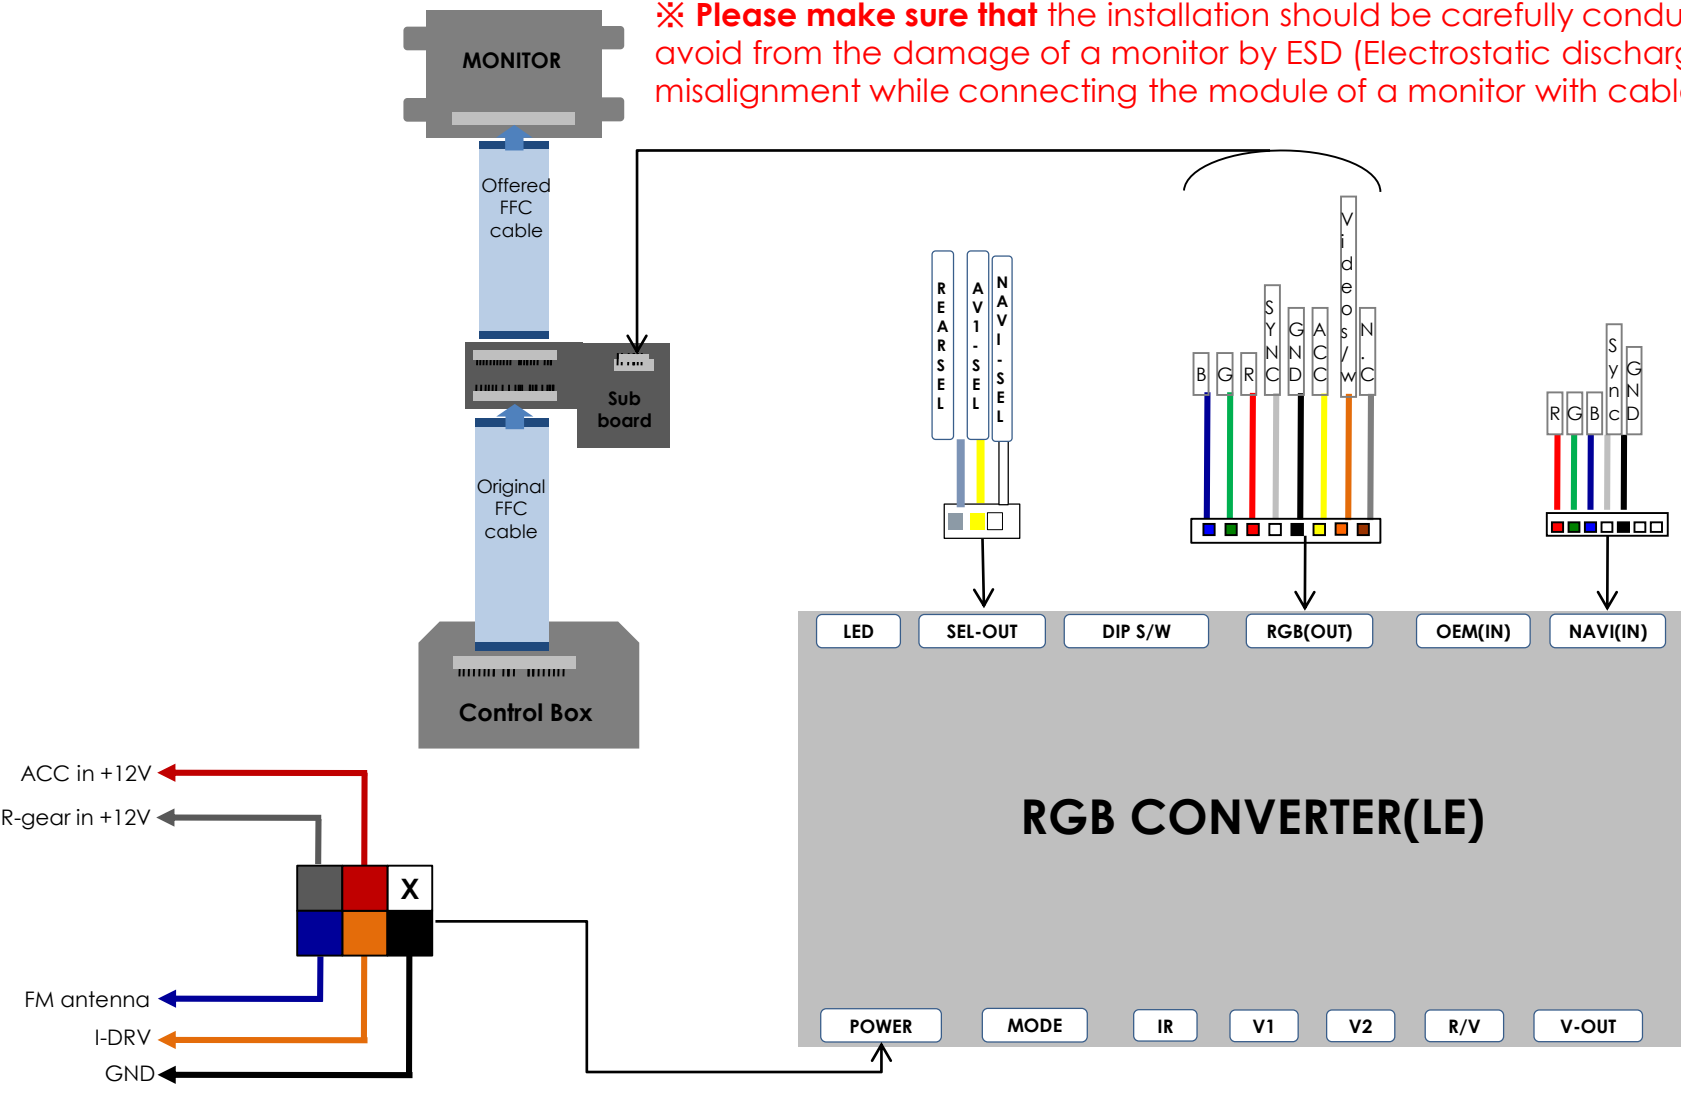 ※ Please make sure that the installation should be carefully condu
avoid from the damage of a monitor by ESD (Electrostatic discharg
misalignment while connecting the module of a monitor with cabl
MONITOR
Offered
FFC
cable
Sub
board
Original
FFC
cable
Control Box
REARSEL
AV1-SEL
NAVI-SEL
B
G
R
SYNC
GND
ACC
Videos/w
N.C
R
G
B
Sync
GND
LED
SEL-OUT
DIP S/W
RGB(OUT)
OEM(IN)
NAVI(IN)
RGB CONVERTER(LE)
ACC in +12V
R-gear in +12V
X
FM antenna
I-DRV
GND
POWER
MODE
IR
V1
V2
R/V
V-OUT